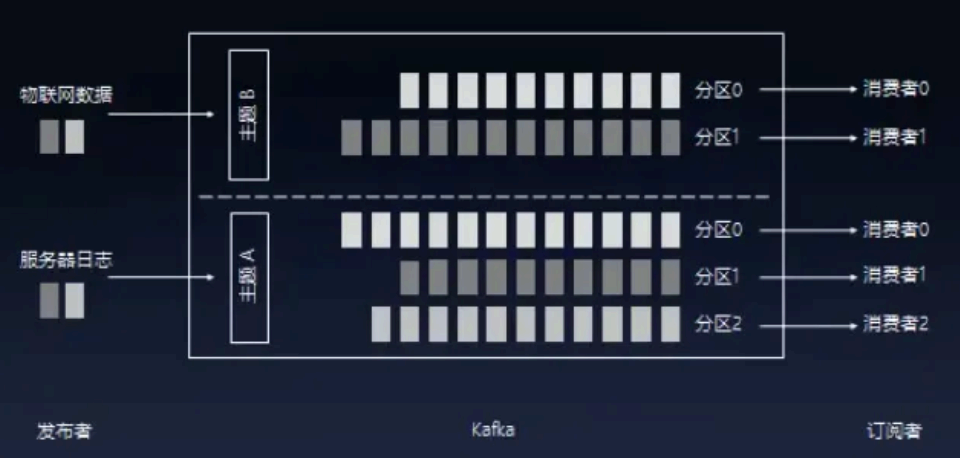 物联网数据
主题 B
分区0
消费者0
分区1
消费者1
服务器日志
主题 A
分区0
消费者0
分区1
消费者1
分区2
消费者2
发布者
Kafka
订阅者